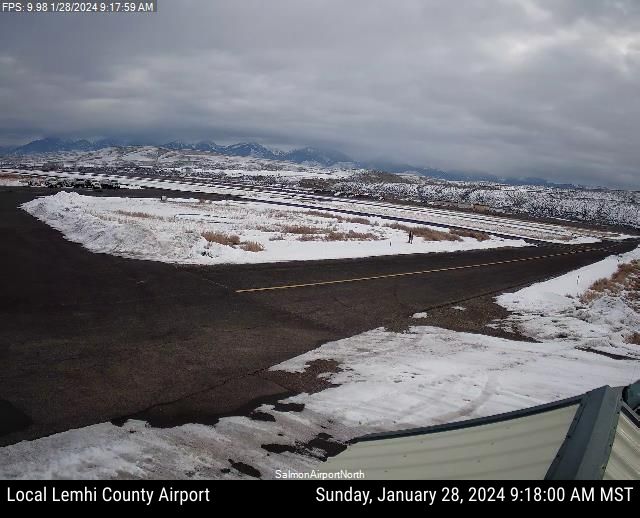 FPS: 9.98 1/28/2024 9:17:59 AM
SalmonAirportNorth
Local Lemhi County Airport Sunday, January 28, 2024 9:18:00 AM MST